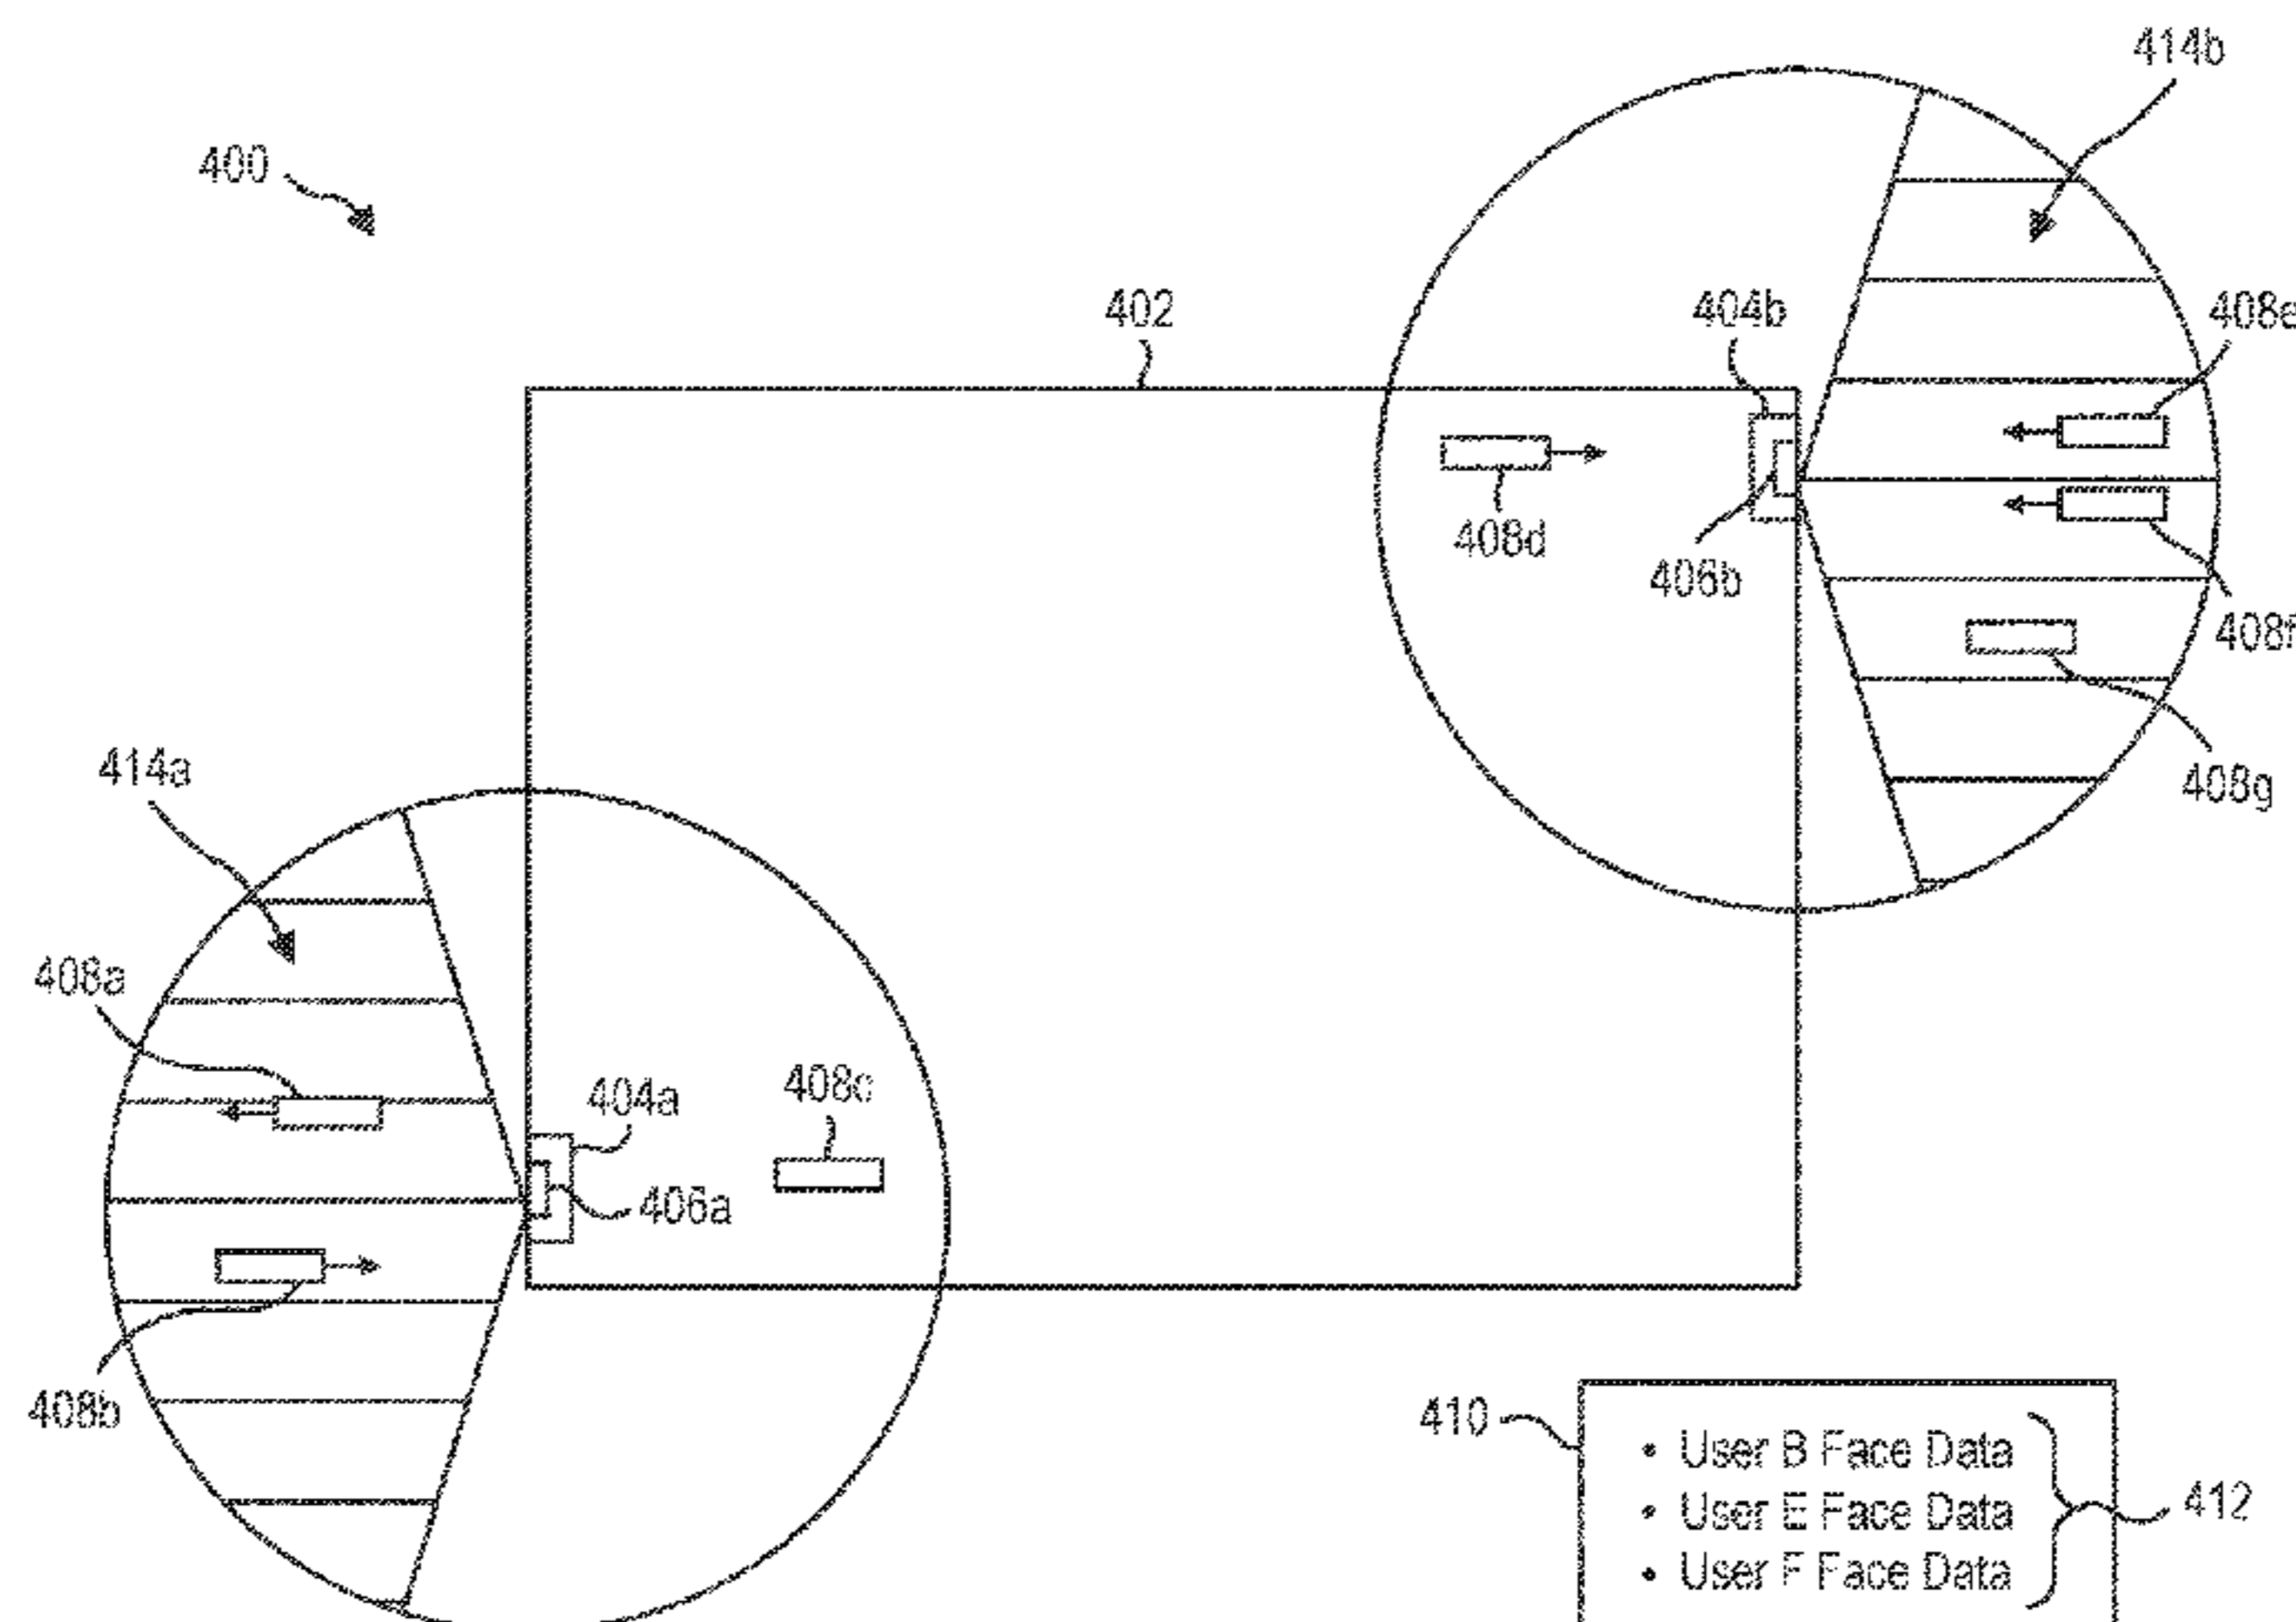 414b
400
402
404b
408e
408d
406b
408f
414a
408g
408a
404a
408c
406a
408b
410
• User B Face Data
• User E Face Data
• User F Face Data
412